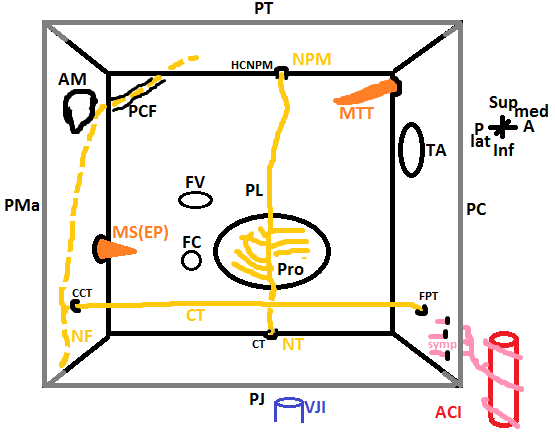 PT
HCNPM NPM
AM
PCF
MTT
Sup
med
P A
lat
Inf
TA
FV
PL
PMa
PC
MS(EP)
FC
Pro
CCT
FPT
CT
NF
symp
CT NT
PJ
VJI
ACI